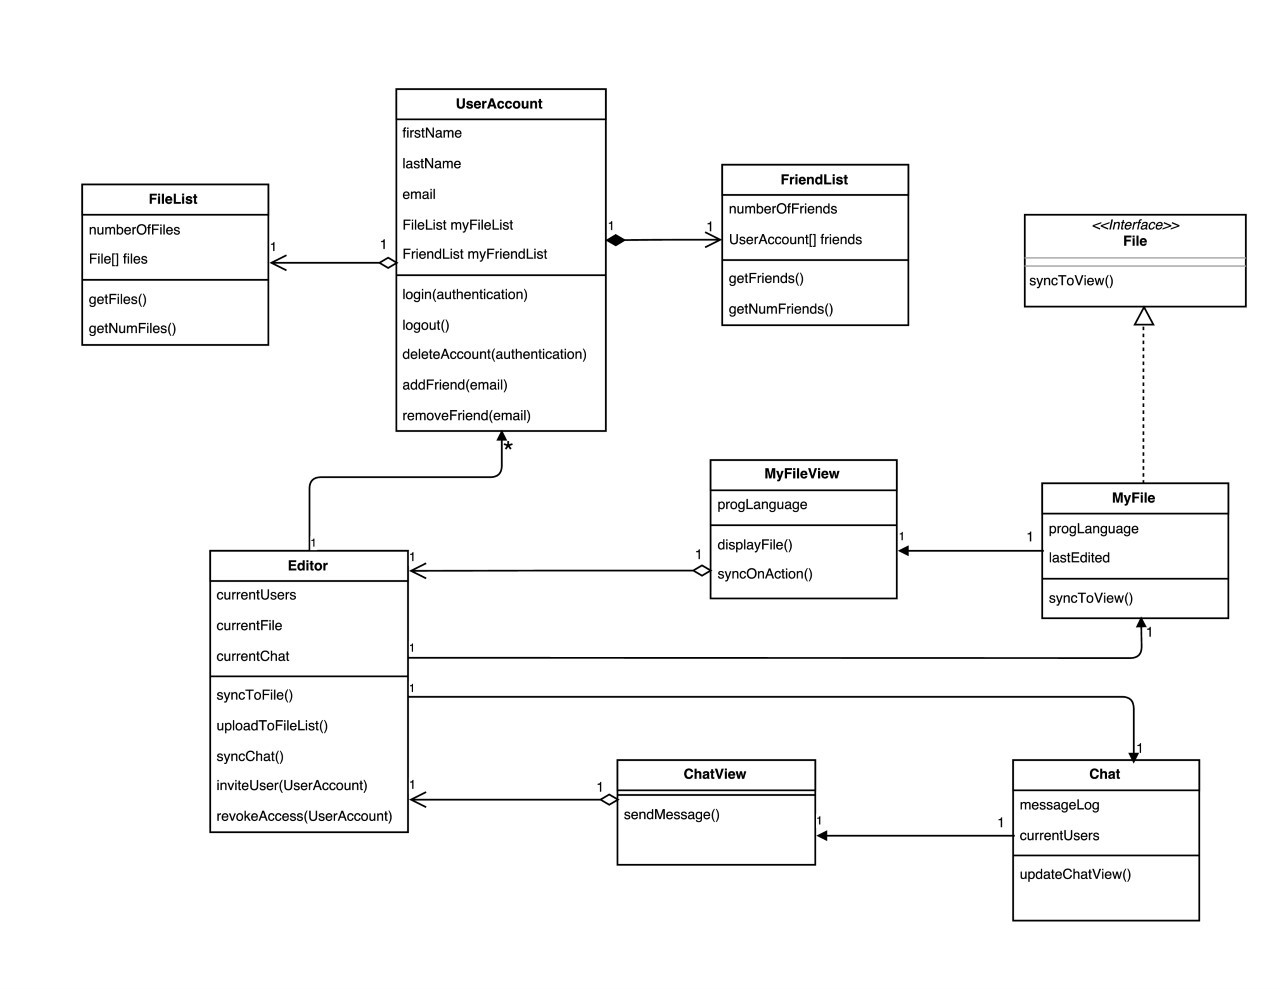 UserAccount
firstName
lastName
email
FileList myFileList
FriendList myFriendList
login(authentication)
logout()
deleteAccount(authentication)
addFriend(email)
removeFriend(email)
FileList
numberOfFiles
File[] files
getFiles()
getNumFiles()
1
1
1
1
FriendList
numberOfFriends
UserAccount[] friends
getFriends()
getNumFriends()
<<Interface>>
File
syncToView()
*
1
MyFileView
progLanguage
displayFile()
syncOnAction()
MyFile
progLanguage
lastEdited
syncToView()
1
1
1
1
1
1
Editor
currentUsers
currentFile
currentChat
syncToFile()
uploadToFileList()
syncChat()
inviteUser(UserAccount)
revokeAccess(UserAccount)
1
1
1
1
ChatView
sendMessage()
1
1
Chat
messageLog
currentUsers
updateChatView()